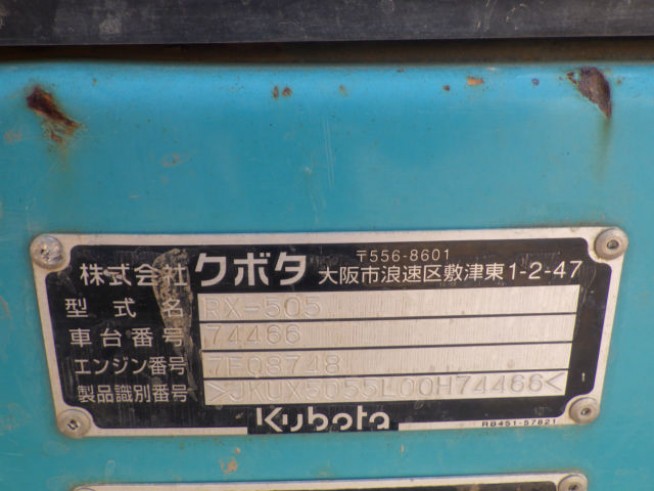 株式会社クボタ 〒556-8601
大阪市浪速区敷津東1-2-47
型式名 RX-505
車台番号 74466
エンジン番号 7F08748
製品識別番号 >JKUX5055L00H74466<
Kubota RB451-57821